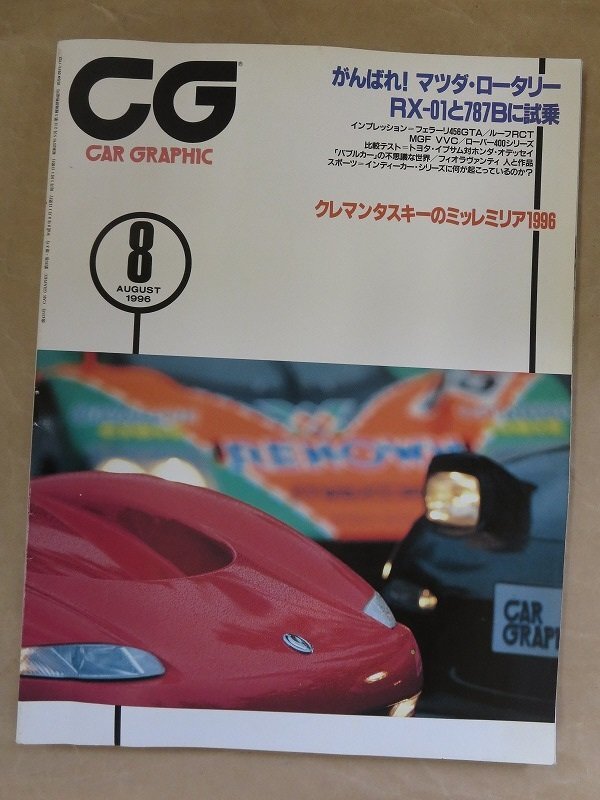 CG
CAR GRAPHIC
がんばれ! マツダ・ロータリー
RX-01と787Bに試乗
インプレッション=フェラーリ456GTA/ルーフRCT
MGF VVC/ローバー400シリーズ
比較テスト=トヨタ・イプサム対ホンダ・オデッセイ
「バブルカー」の不思議な世界/フィオラヴァンティ 人と作品
スポーツ=インディーカー・シリーズに何が起こっているのか?
クレマンタスキーのミッレミリア1996
8
AUGUST
1996
CAR
GRAPH